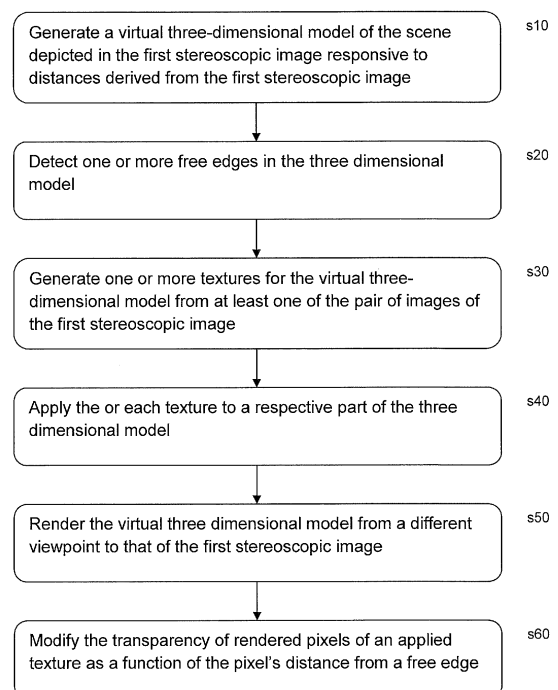 Generate a virtual three-dimensional model of the scene
depicted in the first stereoscopic image responsive to
distances derived from the first stereoscopic image
s10
Detect one or more free edges in the three dimensional
model
s20
Generate one or more textures for the virtual three-
dimensional model from at least one of the pair of images of
the first stereoscopic image
s30
Apply the or each texture to a respective part of the three
dimensional model
s40
Render the virtual three dimensional model from a different
viewpoint to that of the first stereoscopic image
s50
Modify the transparency of rendered pixels of an applied
texture as a function of the pixel's distance from a free edge
s60